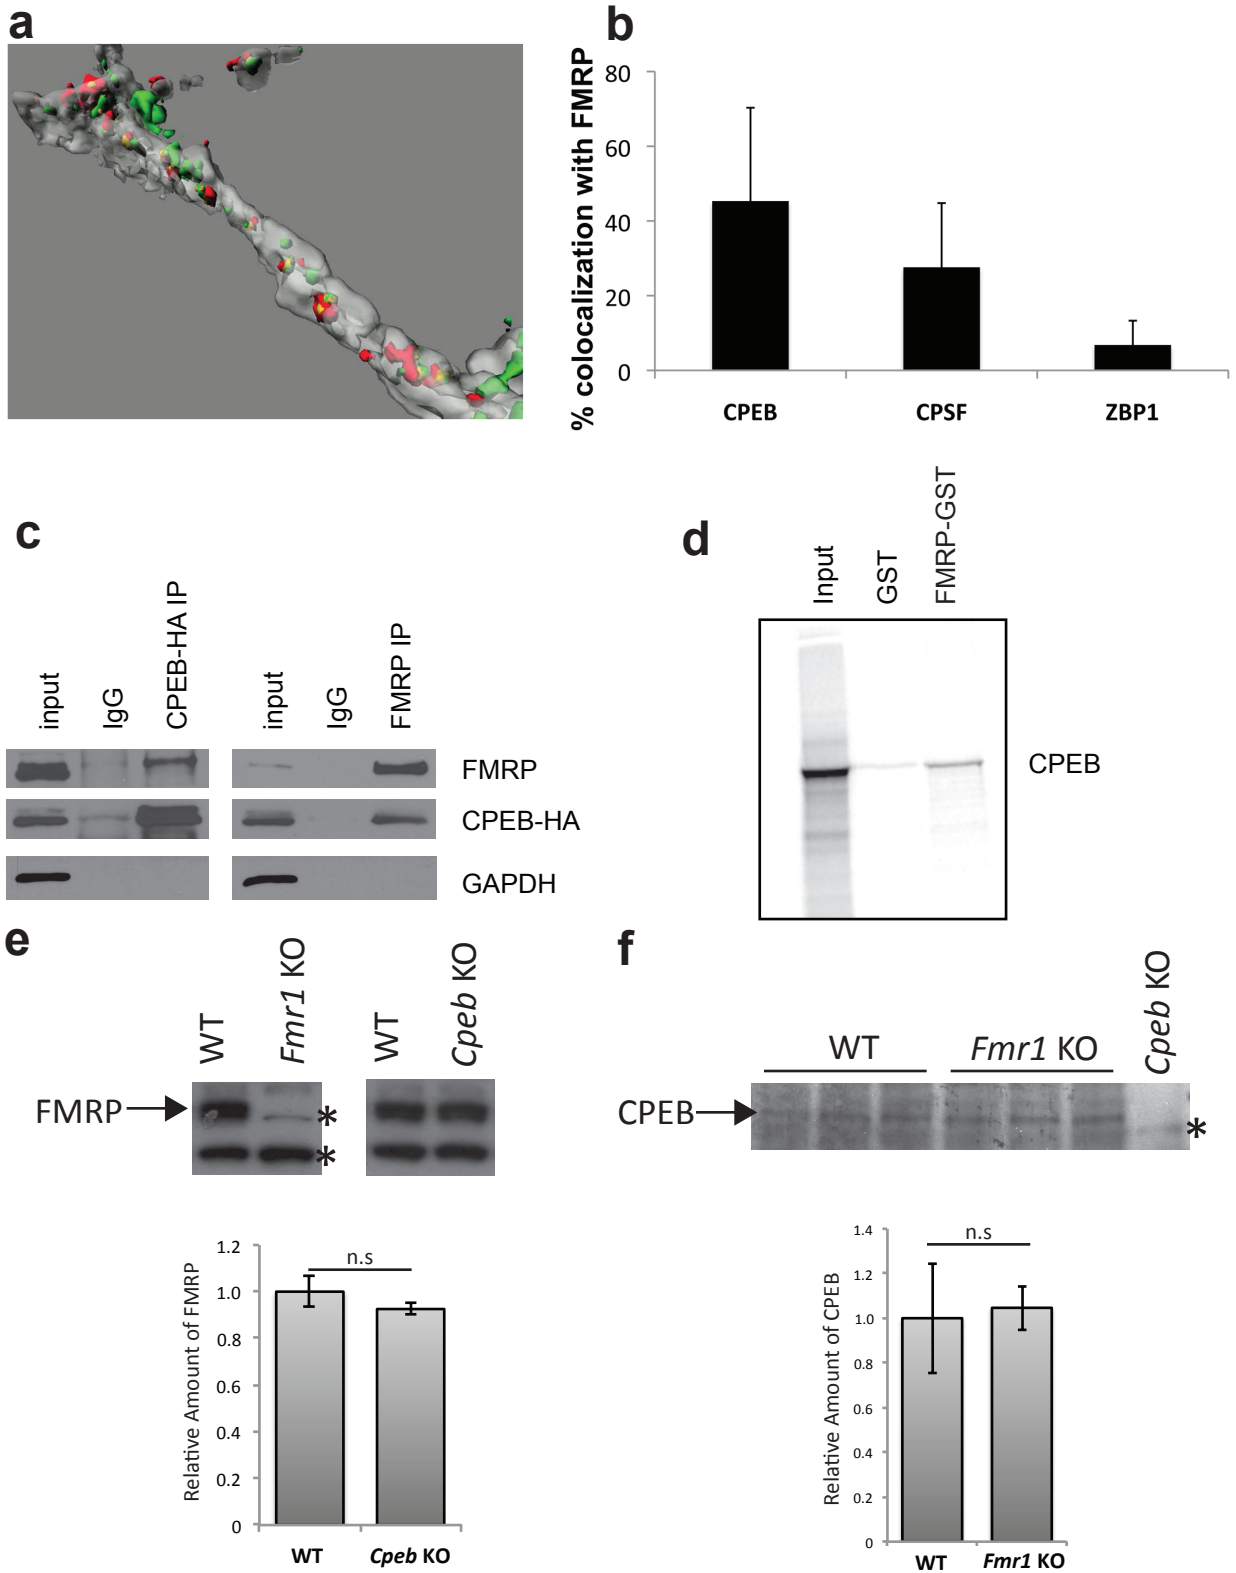 a
b
% colocalization with FMRP
80
60
40
20
0
CPEB
CPSF
ZBP1
c
input
IgG
CPEB-HA IP
input
IgG
FMRP IP
FMRP
CPEB-HA
GAPDH
d
Input
GST
FMRP-GST
CPEB
e
WT
Fmr1 KO
WT
Cpeb KO
FMRP
*
*
Relative Amount of FMRP
1.2
1.0
0.8
0.6
0.4
0.2
0
n.s
WT
Cpeb KO
f
WT
Fmr1 KO
Cpeb KO
CPEB
*
Relative Amount of CPEB
1.4
1.2
1.0
0.8
0.6
0.4
0.2
0
n.s
WT
Fmr1 KO